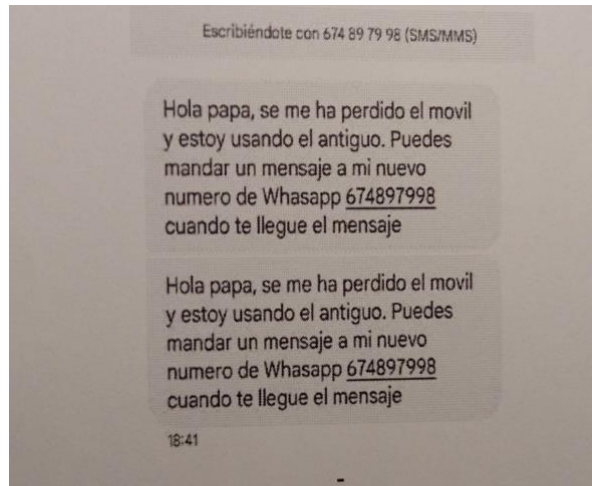 Escribiéndote con 674 89 79 98 (SMS/MMS)
Hola papa, se me ha perdido el movil
y estoy usando el antiguo. Puedes
mandar un mensaje a mi nuevo
numero de Whasapp 674897998
cuando te llegue el mensaje
Hola papa, se me ha perdido el movil
y estoy usando el antiguo. Puedes
mandar un mensaje a mi nuevo
numero de Whasapp 674897998
cuando te llegue el mensaje
18:41